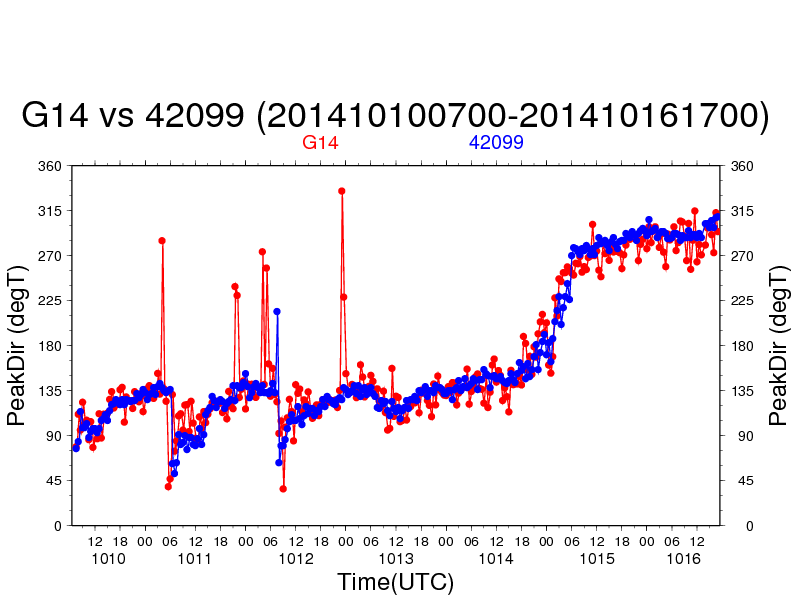 G14 vs 42099 (201410100700-201410161700)
G14 42099
360 360
315 315
270 270
225 225
180 180
135 135
90 90
45 45
0 0
PeakDir (degT) PeakDir (degT)
12 18 00 06 12 18 00 06 12 18 00 06 12 18 00 06 12 18 00 06 12 18 00 06 12
1010 1011 1012 1013 1014 1015 1016
Time(UTC)